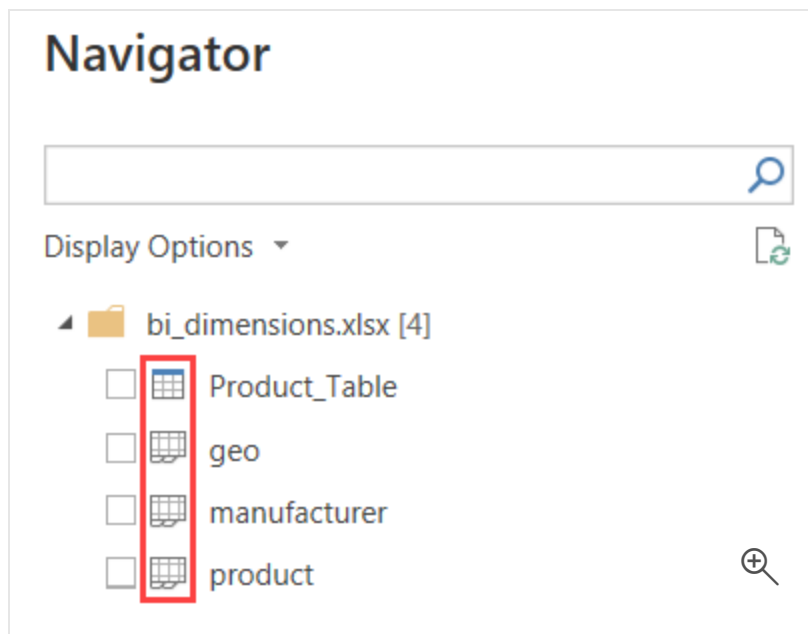 Navigator
Display Options
bi_dimensions.xlsx [4]
Product_Table
geo
manufacturer
product